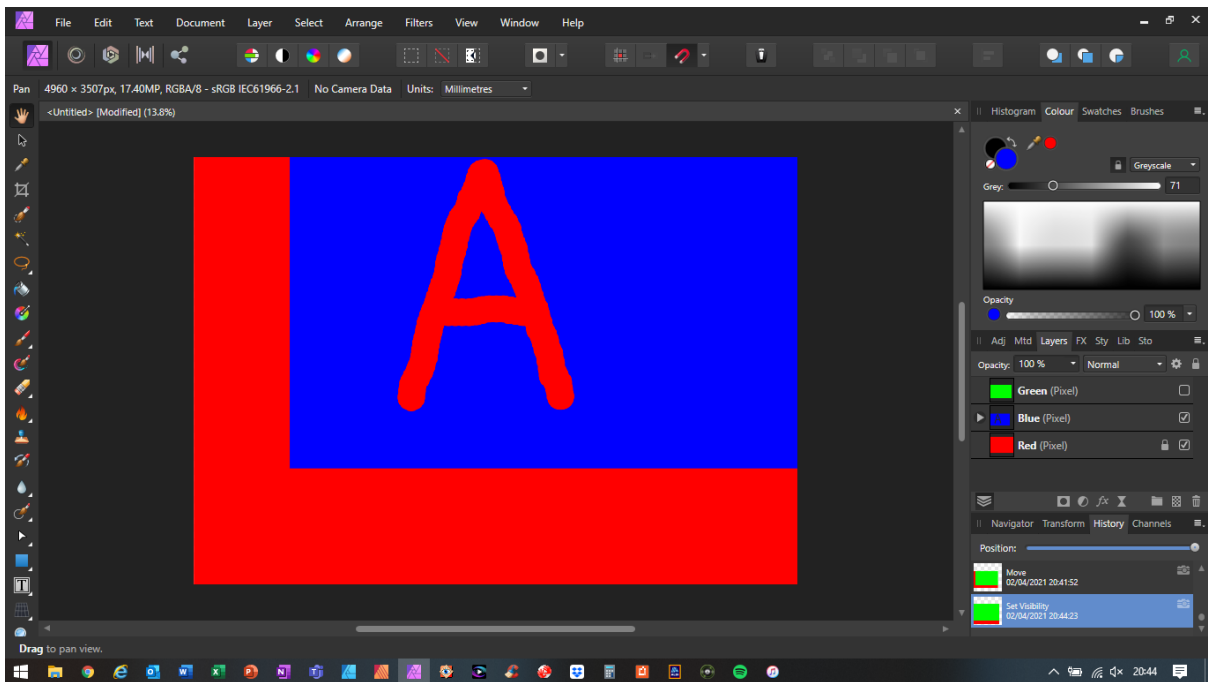 File Edit Text Document Layer Select Arrange Filters View Window Help
Pan 4960 × 3507px, 17.40MP, RGBA/8 - sRGB IEC61966-2.1 No Camera Data Units: Millimetres
<Untitled> [Modified] (13.8%)
Histogram Colour Swatches Brushes
Greyscale
Grey: 71
Opacity
100 %
Adj Mtd Layers FX Sty Lib Sto
Opacity: 100 % Normal
Green (Pixel)
Blue (Pixel)
Red (Pixel)
fx
Navigator Transform History Channels
Position:
Move
02/04/2021 20:41:52
Set Visibility
02/04/2021 20:44:23
A
T
Drag to pan view.
20:44